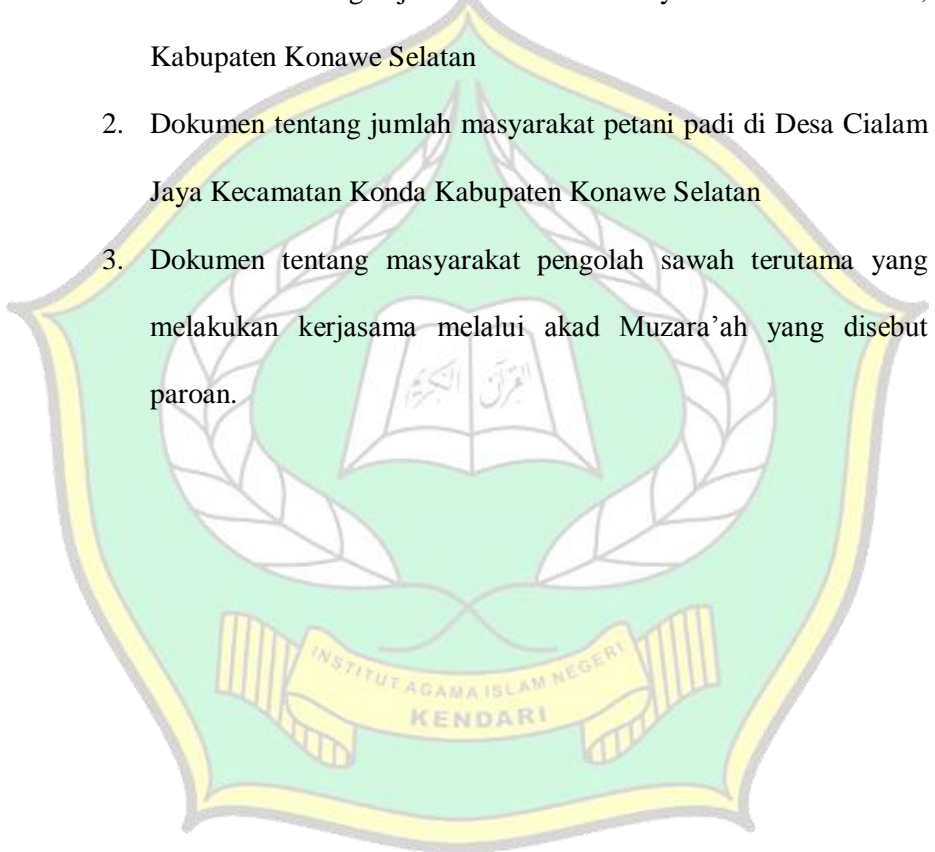 Kabupaten Konawe Selatan
2. Dokumen tentang jumlah masyarakat petani padi di Desa Cialam
Jaya Kecamatan Konda Kabupaten Konawe Selatan
3. Dokumen tentang masyarakat pengolah sawah terutama yang
melakukan kerjasama melalui akad Muzara’ah yang disebut
paroan.
القرآن الكريم
INSTITUT AGAMA ISLAM NEGERI
KENDARI